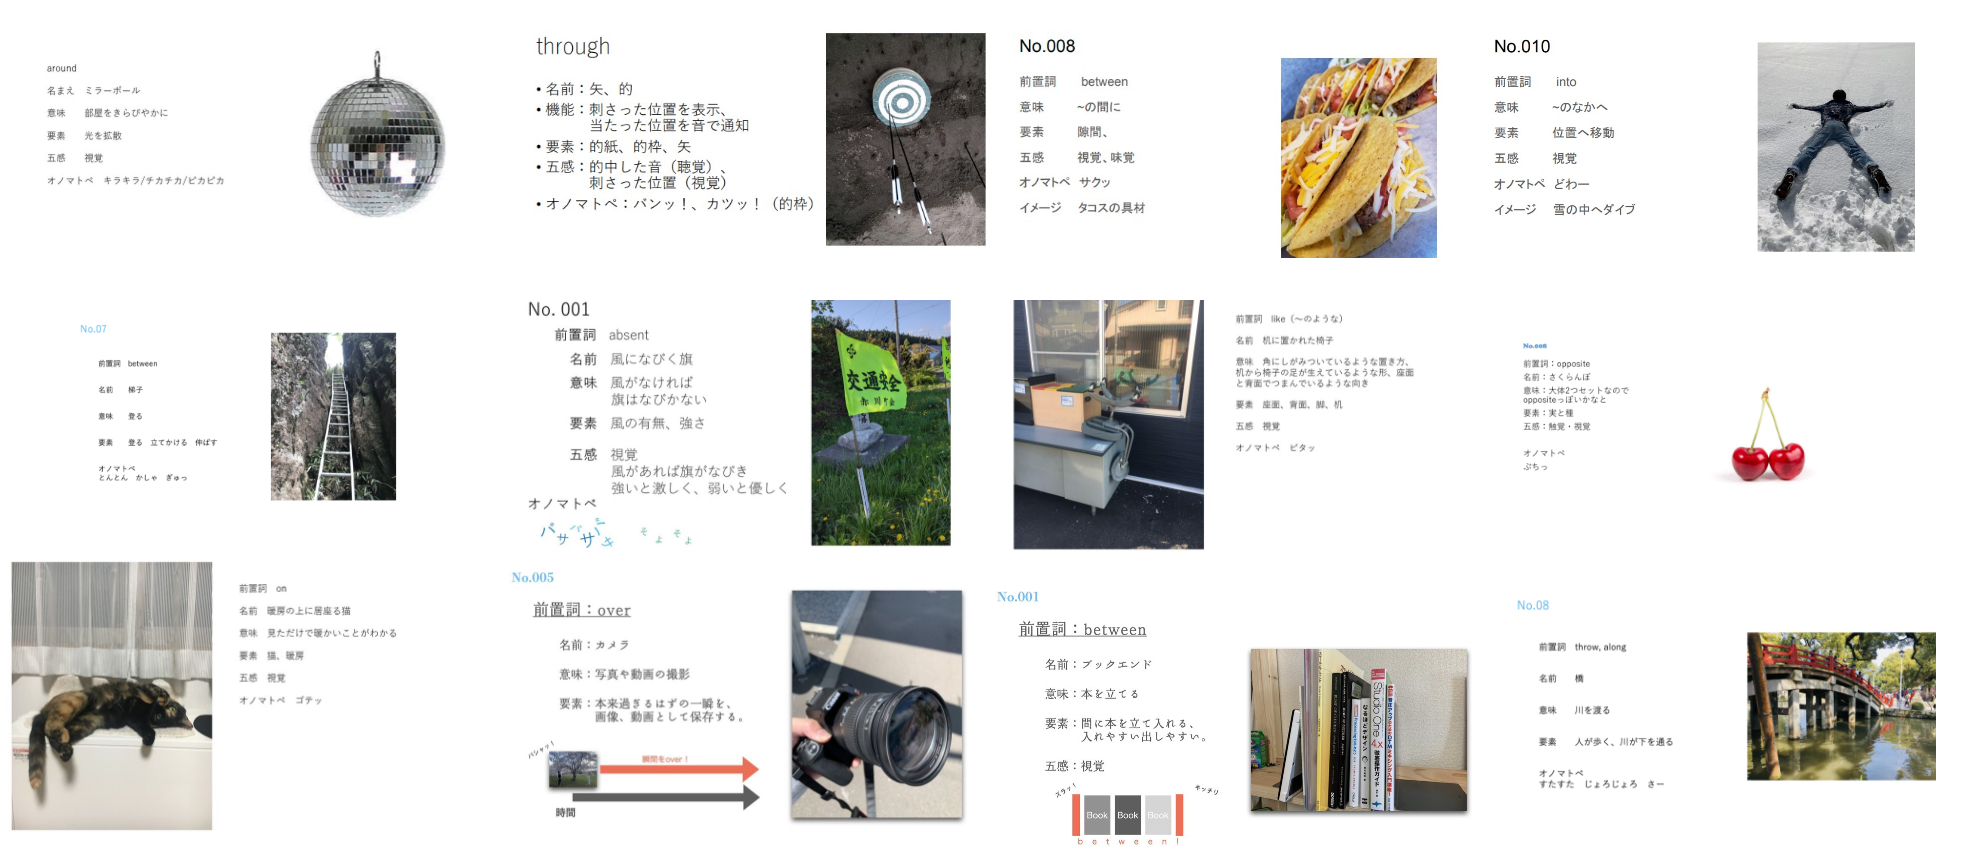 around
名まえ　ミラーボール
意味　部屋をきらびやかに
要素　光を拡散
五感　視覚
オノマトペ　キラキラ/チカチカ/ピカピカ
through
• 名前：矢、的
• 機能：刺さった位置を表示、
当たった位置を音で通知
• 要素：的紙、的枠、矢
• 五感：的中した音（聴覚）、
刺さった位置（視覚）
• オノマトペ：バンッ！、カツッ！（的枠）
No.008
前置詞　between
意味　~の間に
要素　隙間、
五感　視覚、味覚
オノマトペ　サクッ
イメージ　タコスの具材
No.010
前置詞　into
意味　~のなかへ
要素　位置へ移動
五感　視覚
オノマトペ　どわー
イメージ　雪の中へダイブ
No.07
前置詞　between
名前　梯子
意味　登る
要素　登る　立てかける　伸ばす
オノマトペ
とんとん　かしゃ　ぎゅっ
No. 001
前置詞　absent
名前　風になびく旗
意味　風がなければ
旗はなびかない
要素　風の有無、強さ
五感　視覚
風があれば旗がなびき
強いと激しく、弱いと優しく
オノマトペ
そよそよ
交通安全
前置詞　like（～のような）
名前　机に置かれた椅子
意味　角にしがみついているような置き方、
机から椅子の足が生えているような形、座面
と背面でつまんでいるような向き
要素　座面、背面、脚、机
五感　視覚
オノマトペ　ピタッ
No.008
前置詞：opposite
名前：さくらんぼ
意味：大体2つセットなので
oppositeっぽいかなと
要素：実と種
五感：触覚・視覚
オノマトペ
ぷちっ
前置詞　on
名前　暖房の上に居座る猫
意味　見ただけで暖かいことがわかる
要素　猫、暖房
五感　視覚
オノマトペ　ゴテッ
No.005
前置詞：over
名前：カメラ
意味：写真や動画の撮影
要素：本来過ぎるはずの一瞬を、
画像、動画として保存する。
パシャッ！
瞬間をover！
時間
No.001
前置詞：between
名前：ブックエンド
意味：本を立てる
要素：間に本を立て入れる、
入れやすい出しやすい。
五感：視覚
スラッ！
キッチリ
Book Book Book
between!
Studio One
なるほどデザイン
No.08
前置詞　throw, along
名前　橋
意味　川を渡る
要素　人が歩く、川が下を通る
オノマトペ
すたすた　じょろじょろ　さー